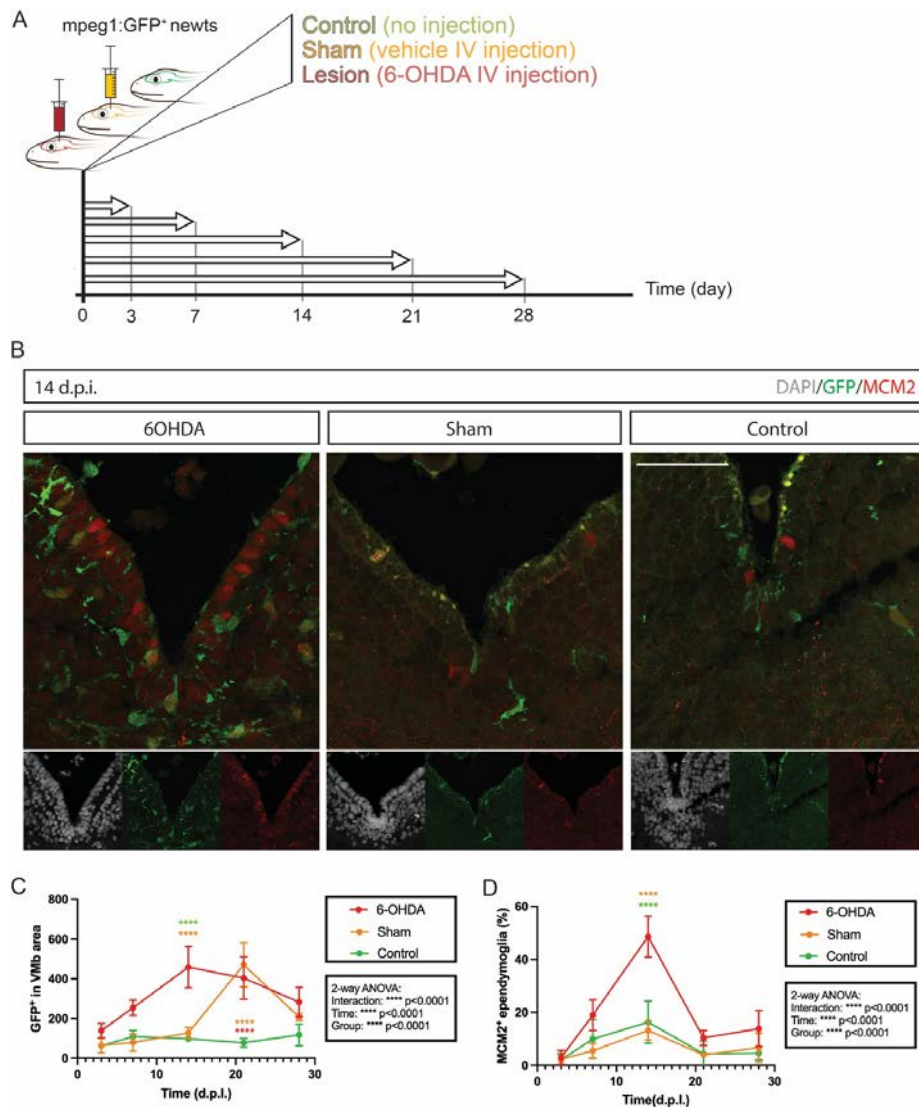 A
mpeg1:GFP⁺ newts
Control (no injection)
Sham (vehicle IV injection)
Lesion (6-OHDA IV injection)
Time (day)
0 3 7 14 21 28
B
14 d.p.i. DAPI/GFP/MCM2
6OHDA Sham Control
C
GFP⁺ in VMb area
800
600
400
200
0
****
****
****
****
0 10 20 30
Time (d.p.l.)
6-OHDA
Sham
Control
2-way ANOVA:
Interaction: **** p<0.0001
Time: **** p<0.0001
Group: **** p<0.0001
D
MCM2⁺ ependymoglia (%)
60
40
20
0
****
****
0 10 20 30
Time(d.p.l.)
6-OHDA
Sham
Control
2-way ANOVA:
Interaction: **** p<0.0001
Time: **** p<0.0001
Group: **** p<0.0001